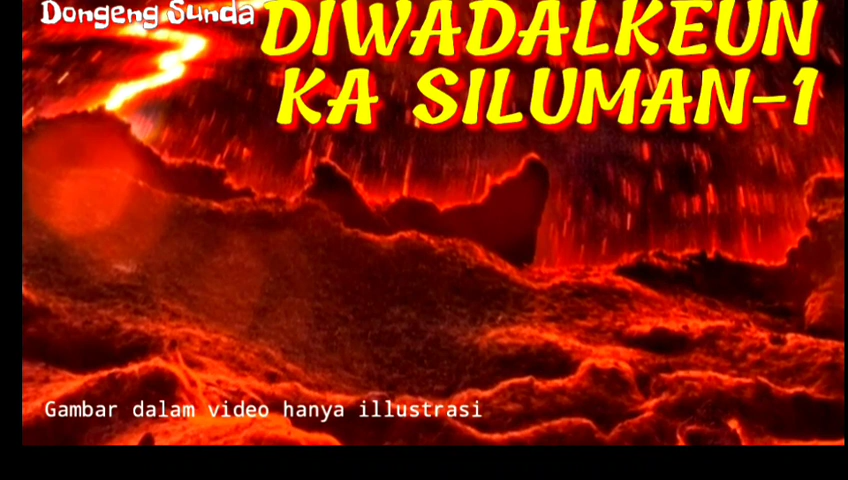 Dongeng Sunda
DIWADALKEUN
KA SILUMAN-1
Gambar dalam video hanya illustrasi